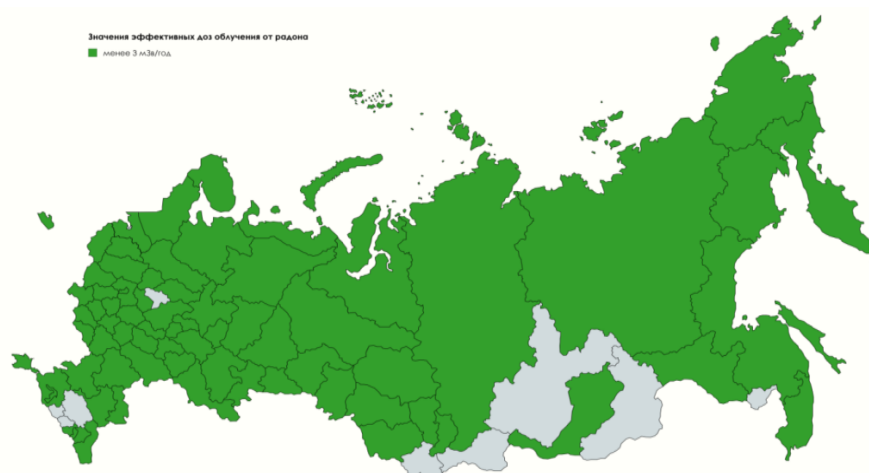 Значения эффективных доз облучения от радона
менее 3 мЗв/год